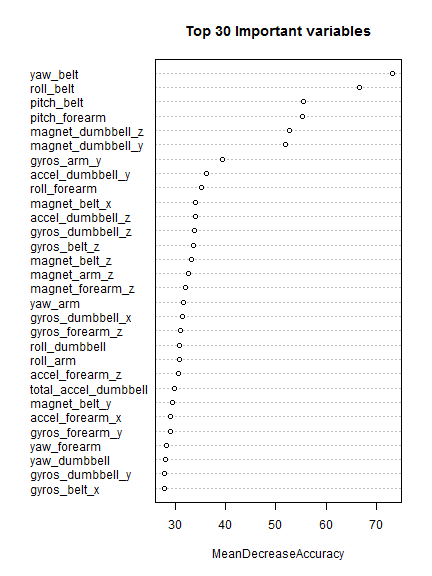 Top 30 Important variables
yaw_belt
roll_belt
pitch_belt
pitch_forearm
magnet_dumbbell_z
magnet_dumbbell_y
gyros_arm_y
accel_dumbbell_y
roll_forearm
magnet_belt_x
accel_dumbbell_z
gyros_dumbbell_z
gyros_belt_z
magnet_belt_z
magnet_arm_z
magnet_forearm_z
yaw_arm
gyros_dumbbell_x
gyros_forearm_z
roll_dumbbell
roll_arm
accel_forearm_z
total_accel_dumbbell
magnet_belt_y
accel_forearm_x
gyros_forearm_y
yaw_forearm
yaw_dumbbell
gyros_dumbbell_y
gyros_belt_x
30 40 50 60 70
MeanDecreaseAccuracy